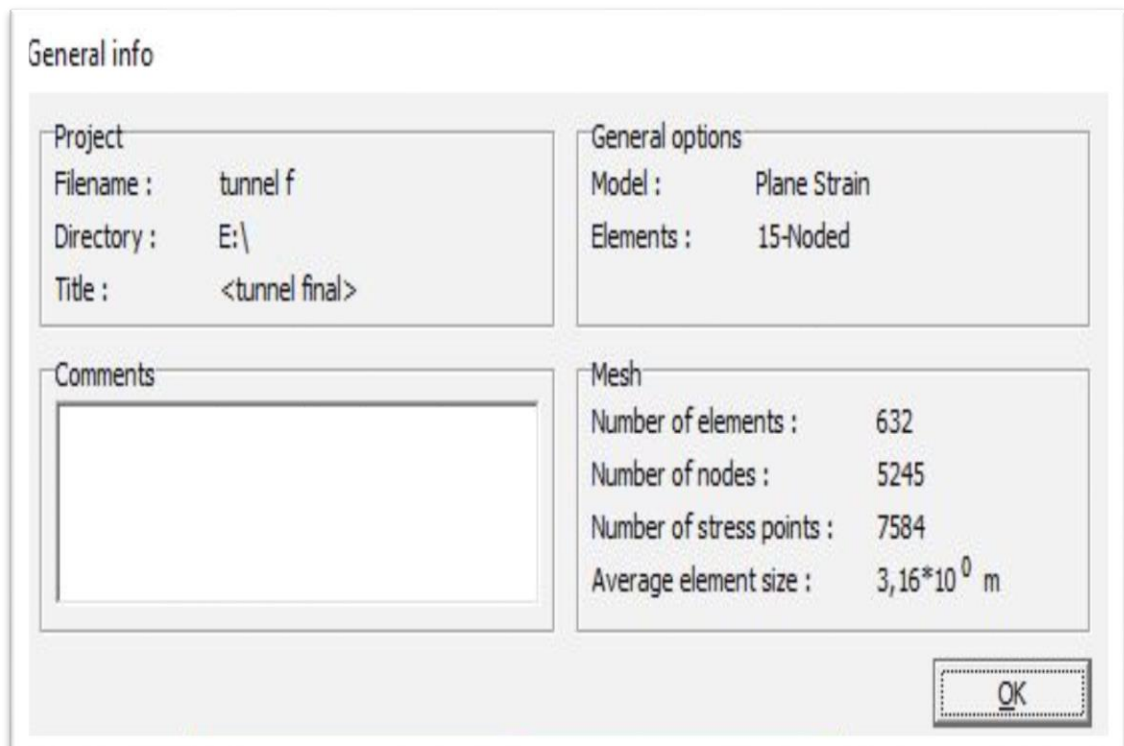 General info
Project
Filename : tunnel f
Directory : E:\
Title : <tunnel final>
General options
Model : Plane Strain
Elements : 15-Noded
Comments
Mesh
Number of elements : 632
Number of nodes : 5245
Number of stress points : 7584
Average element size : 3,16*10⁰ m
OK